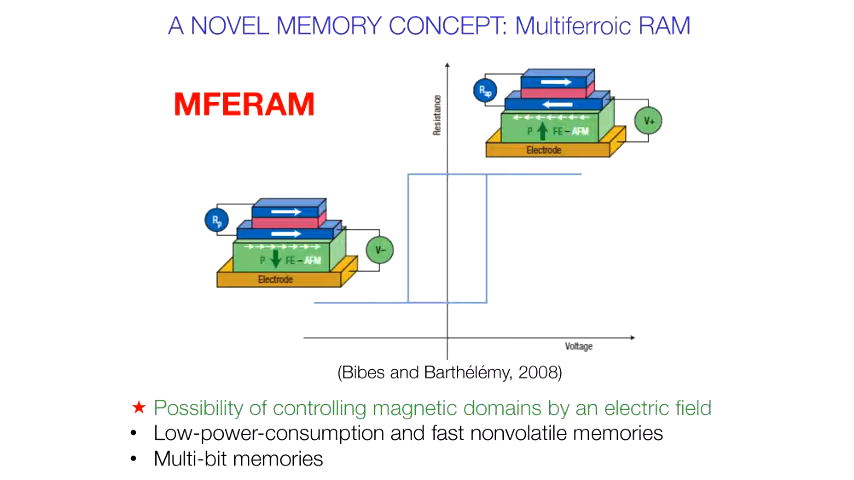 A NOVEL MEMORY CONCEPT: Multiferroic RAM
MFERAM
Resistance
Rap
V+
P FE – AFM
Electrode
Rp
V–
P FE – AFM
Electrode
Voltage
(Bibes and Barthélémy, 2008)
★ Possibility of controlling magnetic domains by an electric field
• Low-power-consumption and fast nonvolatile memories
• Multi-bit memories